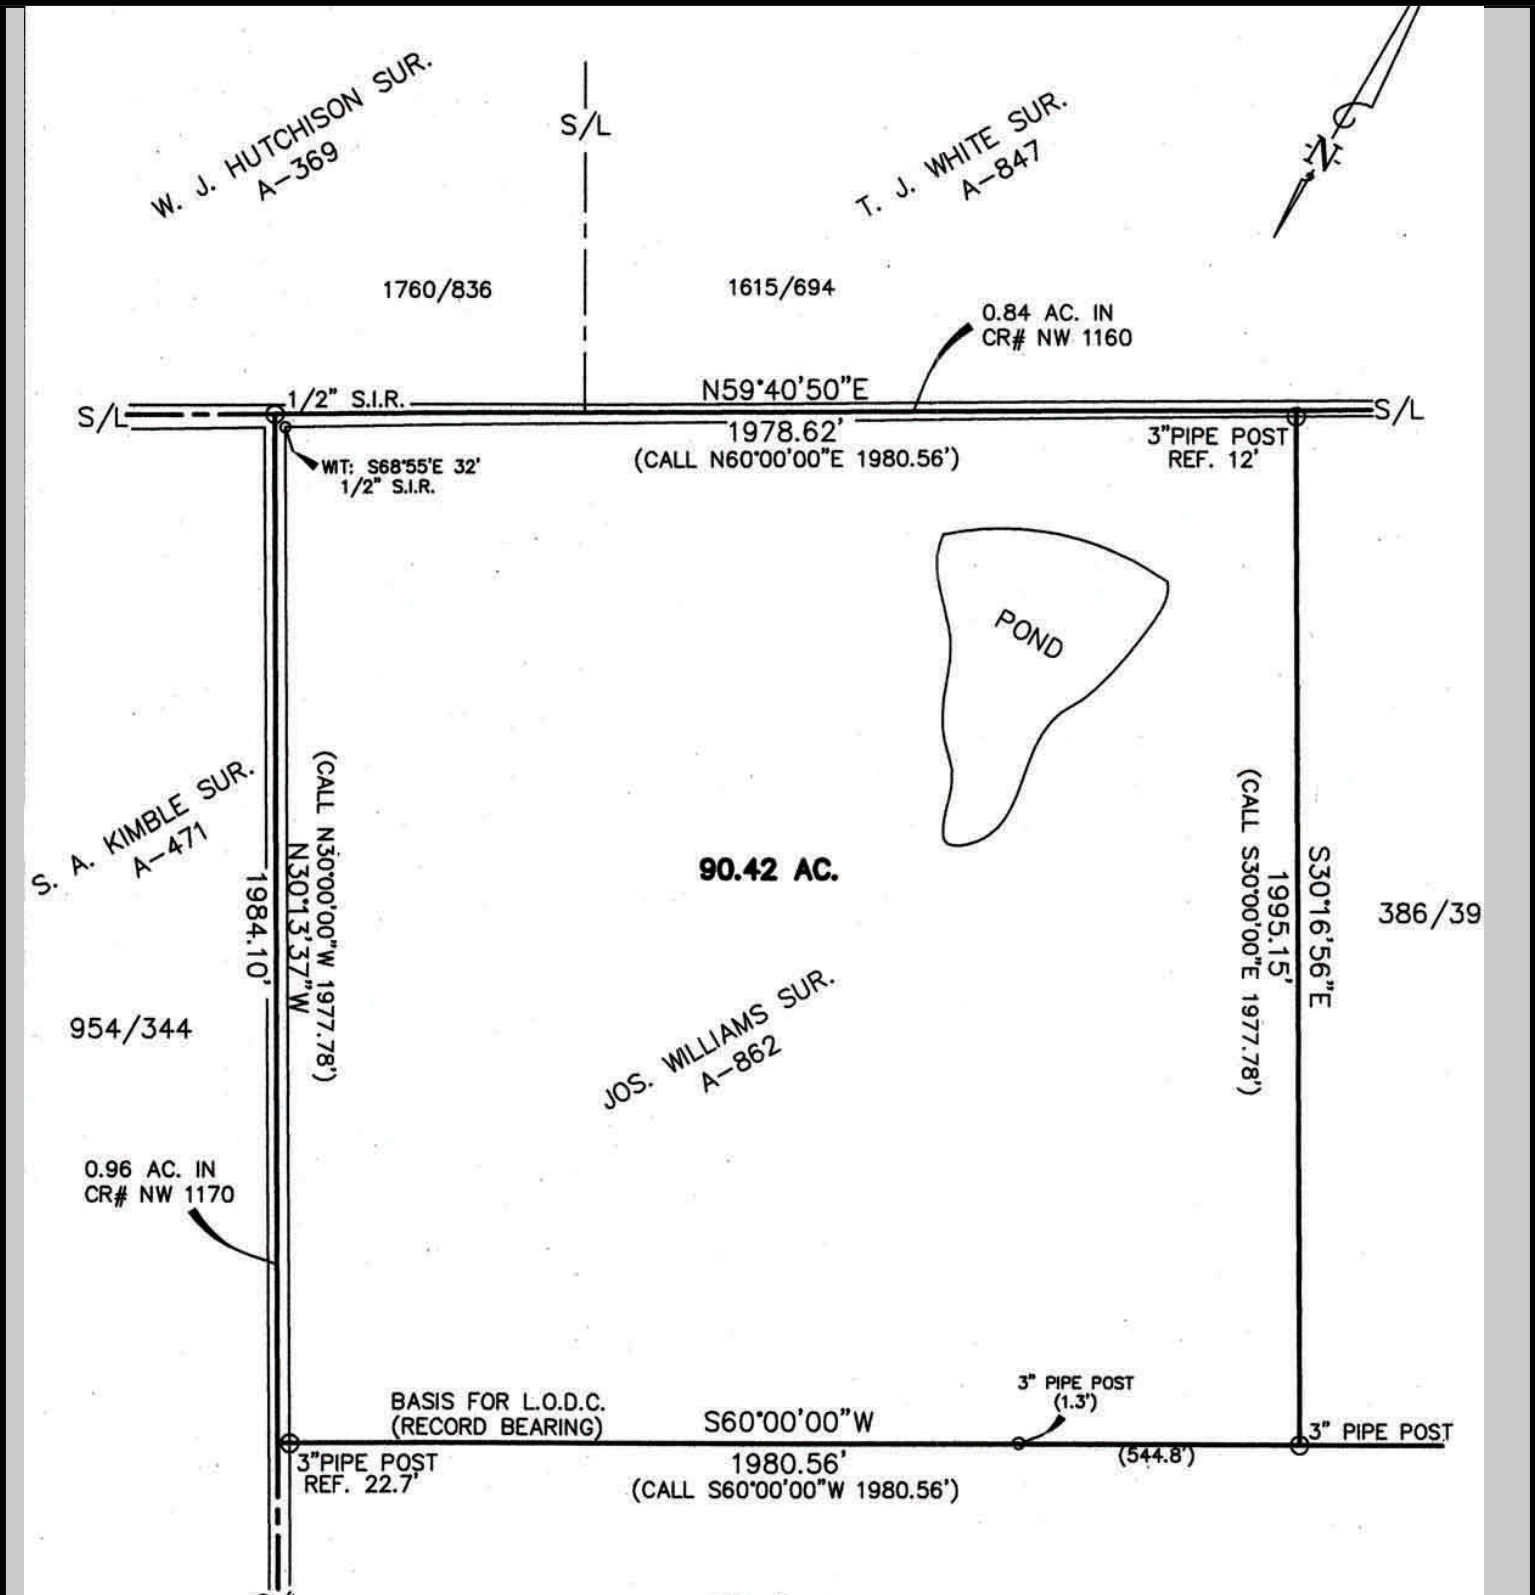 W. J. HUTCHISON SUR.
A-369
S/L
T. J. WHITE SUR.
A-847
N
1760/836
1615/694
0.84 AC. IN
CR# NW 1160
S/L
1/2" S.I.R.
N59°40'50"E
S/L
1978.62'
(CALL N60°00'00"E 1980.56')
3"PIPE POST
REF. 12'
WIT: S68°55'E 32'
1/2" S.I.R.
POND
S. A. KIMBLE SUR.
A-471
(CALL N30°00'00"W 1977.78')
N30°13'37"W
1984.10'
90.42 AC.
S30°16'56"E
1995.15'
(CALL S30°00'00"E 1977.78')
386/39
954/344
JOS. WILLIAMS SUR.
A-862
0.96 AC. IN
CR# NW 1170
BASIS FOR L.O.D.C.
(RECORD BEARING)
S60°00'00"W
3" PIPE POST
(1.3')
3" PIPE POST
3"PIPE POST
REF. 22.7'
1980.56'
(CALL S60°00'00"W 1980.56')
(544.8')